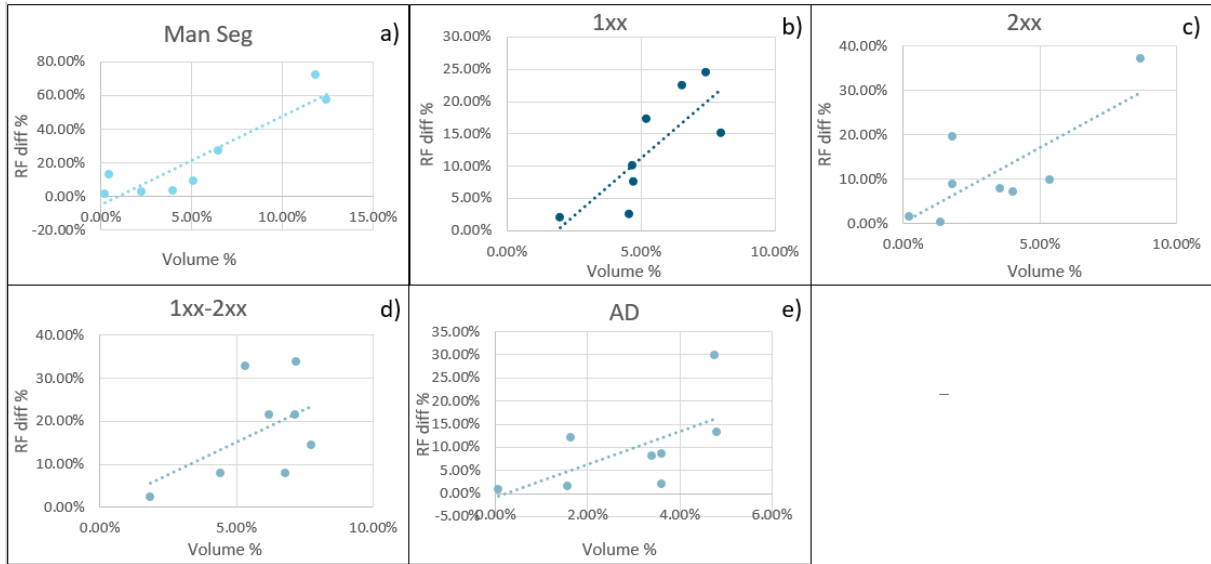 Man Seg
a)
80.00%
60.00%
40.00%
20.00%
0.00%
-20.00%
0.00% 5.00% 10.00% 15.00%
RF diff %
Volume %
1xx
b)
30.00%
25.00%
20.00%
15.00%
10.00%
5.00%
0.00%
0.00% 5.00% 10.00%
RF diff %
Volume %
2xx
c)
40.00%
30.00%
20.00%
10.00%
0.00%
0.00% 5.00% 10.00%
RF diff %
Volume %
1xx-2xx
d)
40.00%
30.00%
20.00%
10.00%
0.00%
0.00% 5.00% 10.00%
RF diff %
Volume %
AD
e)
35.00%
30.00%
25.00%
20.00%
15.00%
10.00%
5.00%
0.00%
-5.00%
0.00% 2.00% 4.00% 6.00%
RF diff %
Volume %
–